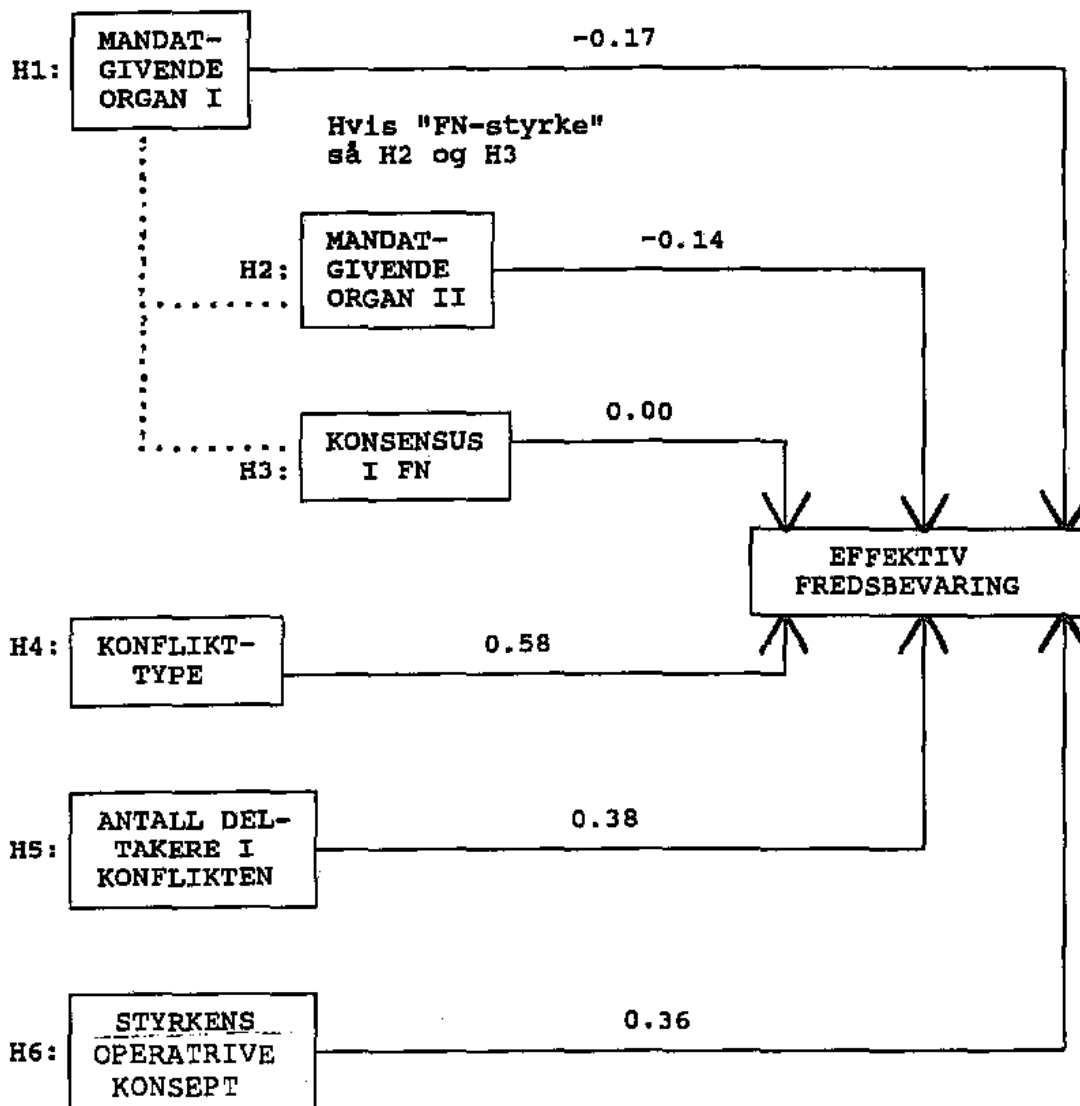 -0.17
H1:
MANDAT-
GIVENDE
ORGAN I
Hvis "FN-styrke"
så H2 og H3
-0.14
H2:
MANDAT-
GIVENDE
ORGAN II
0.00
H3:
KONSENSUS
I FN
EFFEKTIV
FREDSBEVARING
H4:
KONFLIKT-
TYPE
0.58
H5:
ANTALL DEL-
TAKERE I
KONFLIKTEN
0.38
H6:
STYRKENS
OPERATRIVE
KONSEPT
0.36